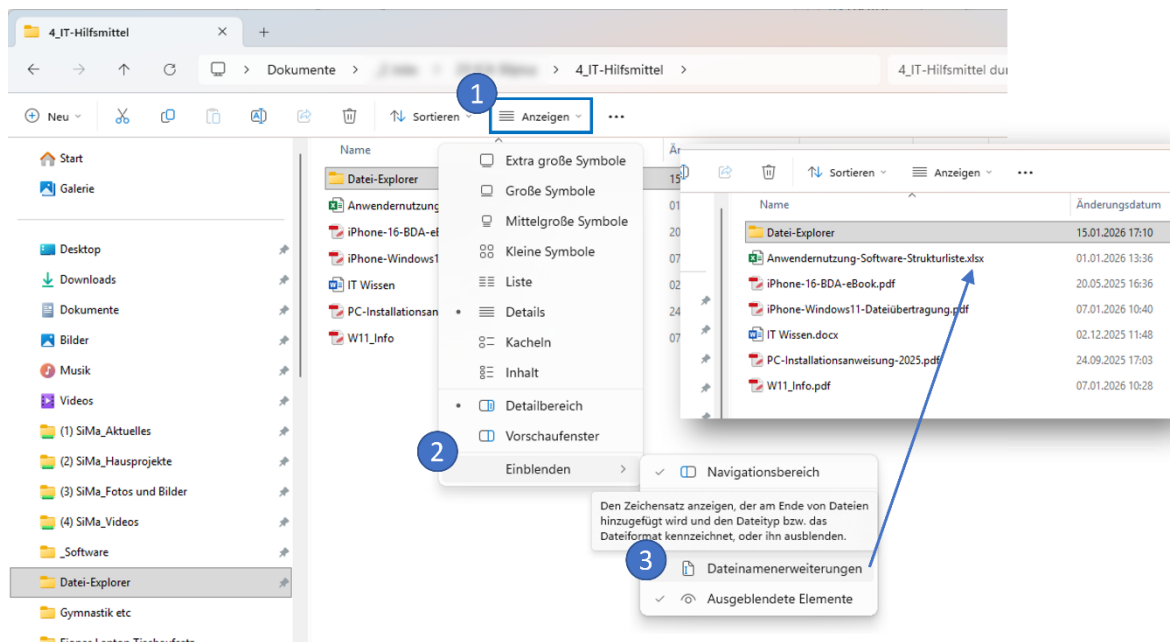 4_IT-Hilfsmittel
Dokumente
4_IT-Hilfsmittel
4_IT-Hilfsmittel
1
Neu
Sortieren
Anzeigen
Start
Galerie
Desktop
Downloads
Dokumente
Bilder
Musik
Videos
(1) SiMa_Aktuelles
(2) SiMa_Hausprojekte
(3) SiMa_Fotos und Bilder
(4) SiMa_Videos
_Software
Datei-Explorer
Gymnastik etc
Name
Datei-Explorer
Anwendernutzung
iPhone-16-BDA-eB
iPhone-Windows1
IT Wissen
PC-Installationsan
W11_Info
Extra große Symbole
Große Symbole
Mittelgroße Symbole
Kleine Symbole
Liste
Details
Kacheln
Inhalt
Detailbereich
Vorschaufenster
2
Einblenden
Navigationsbereich
Den Zeichensatz anzeigen, der am Ende von Dateien
hinzugefügt wird und den Dateityp bzw. das
Dateiformat kennzeichnet, oder ihn ausblenden.
3
Dateinamenerweiterungen
Ausgeblendete Elemente
Sortieren
Anzeigen
Name Änderungsdatum
Datei-Explorer 15.01.2026 17:10
Anwendernutzung-Software-Strukturliste.xlsx 01.01.2026 13:36
iPhone-16-BDA-eBook.pdf 20.05.2025 16:36
iPhone-Windows11-Dateiübertragung.pdf 07.01.2026 10:40
IT Wissen.docx 02.12.2025 11:48
PC-Installationsanweisung-2025.pdf 24.09.2025 17:03
W11_Info.pdf 07.01.2026 10:28